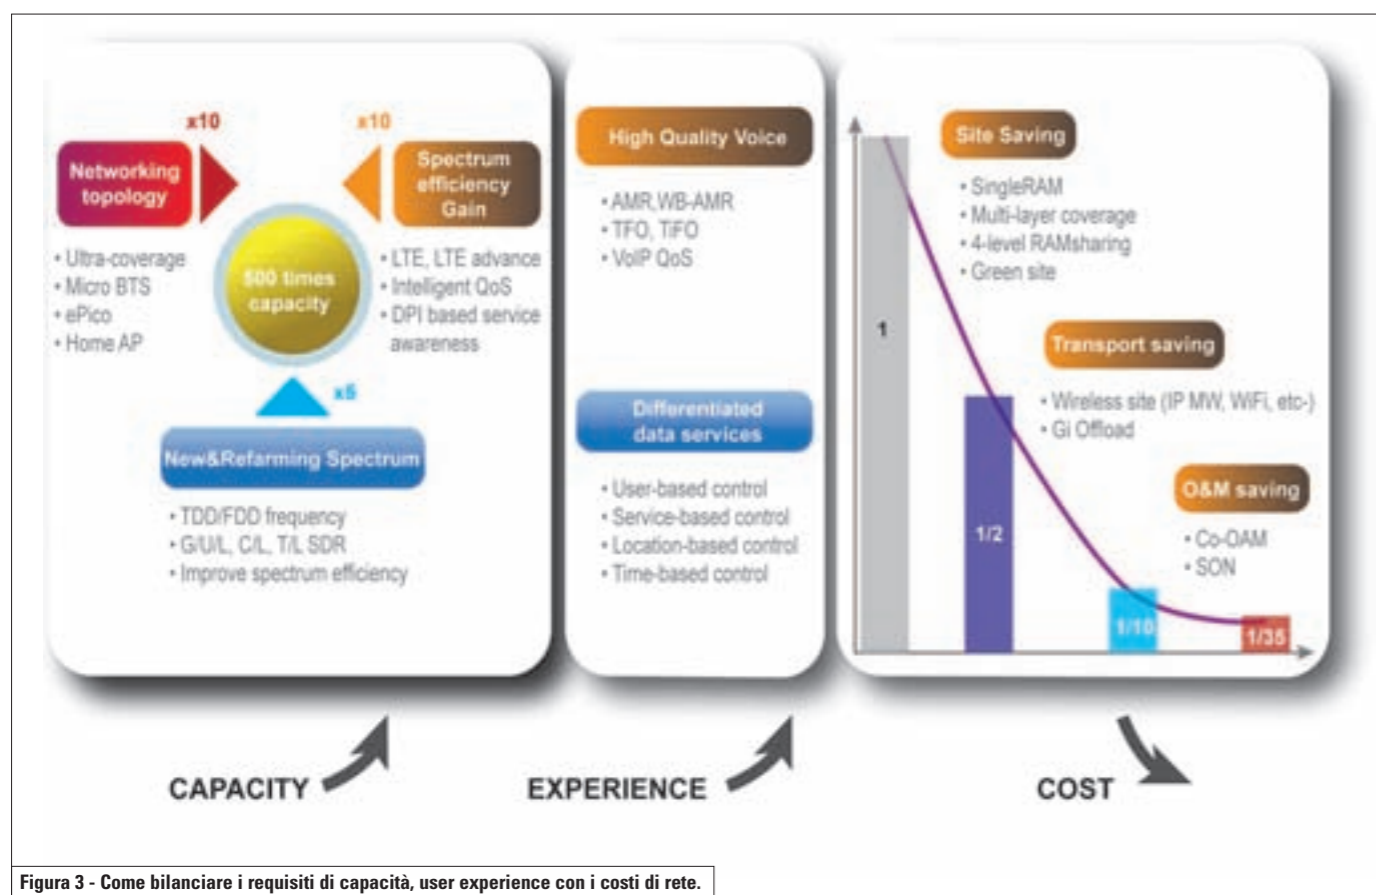 x10
Networking
topology
• Ultra-coverage
• Micro BTS
• ePico
• Home AP
x10
Spectrum
efficiency
Gain
• LTE, LTE advance
• Intelligent QoS
• DPI based service
awareness
500 times
capacity
x5
New&Refarming Spectrum
• TDD/FDD frequency
• G/U/L, C/L, T/L SDR
• Improve spectrum efficiency
High Quality Voice
• AMR,WB-AMR
• TFO, TiFO
• VoIP QoS
Differentiated
data services
• User-based control
• Service-based control
• Location-based control
• Time-based control
Site Saving
• SingleRAM
• Multi-layer coverage
• 4-level RAMsharing
• Green site
Transport saving
• Wireless site (IP MW, WiFi, etc-)
• Gi Offload
O&M saving
• Co-OAM
• SON
1
1/2
1/10
1/35
CAPACITY
EXPERIENCE
COST
Figura 3 - Come bilanciare i requisiti di capacità, user experience con i costi di rete.